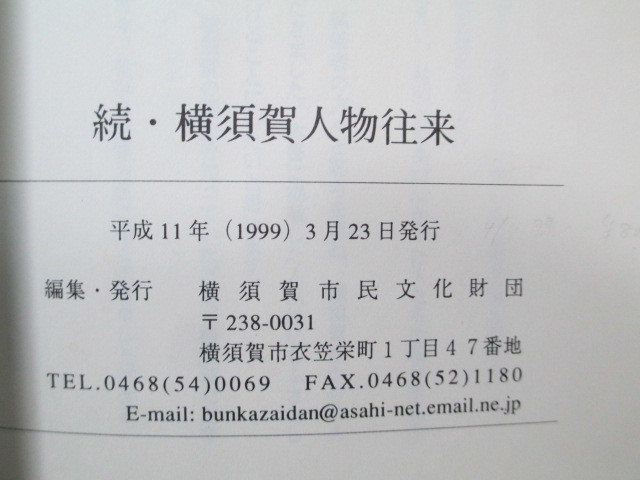 続・横須賀人物往来
平成11年（1999）3月23日発行
編集・発行　横須賀市民文化財団
〒238-0031
横須賀市衣笠栄町1丁目47番地
TEL.0468(54)0069　FAX.0468(52)1180
E-mail: bunkazaidan@asahi-net.email.ne.jp